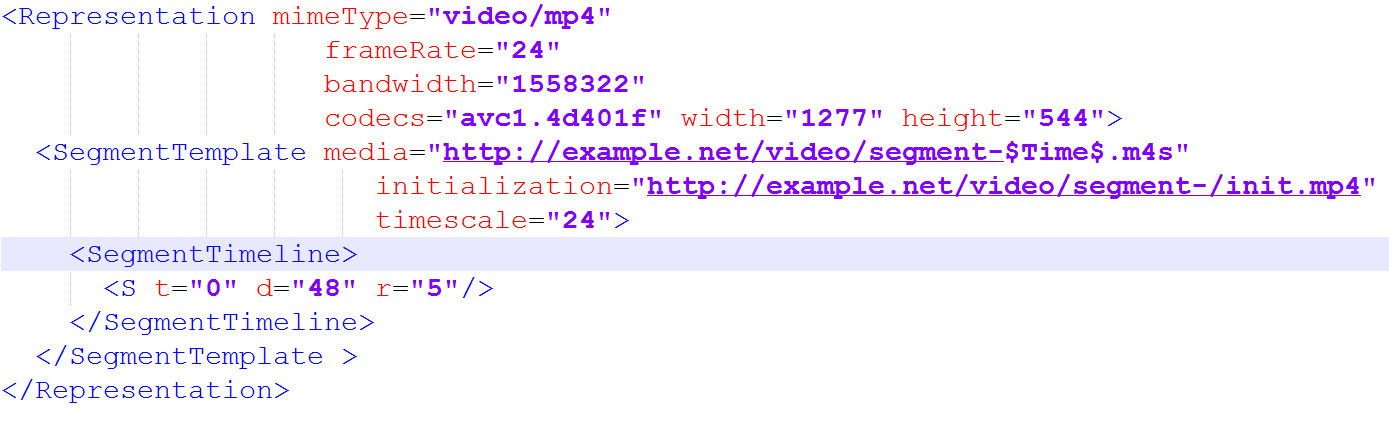 <Representation mimeType="video/mp4"
frameRate="24"
bandwidth="1558322"
codecs="avc1.4d401f" width="1277" height="544">
<SegmentTemplate media="http://example.net/video/segment-$Time$.m4s"
initialization="http://example.net/video/segment-/init.mp4"
timescale="24">
<SegmentTimeline>
<S t="0" d="48" r="5"/>
</SegmentTimeline>
</SegmentTemplate >
</Representation>